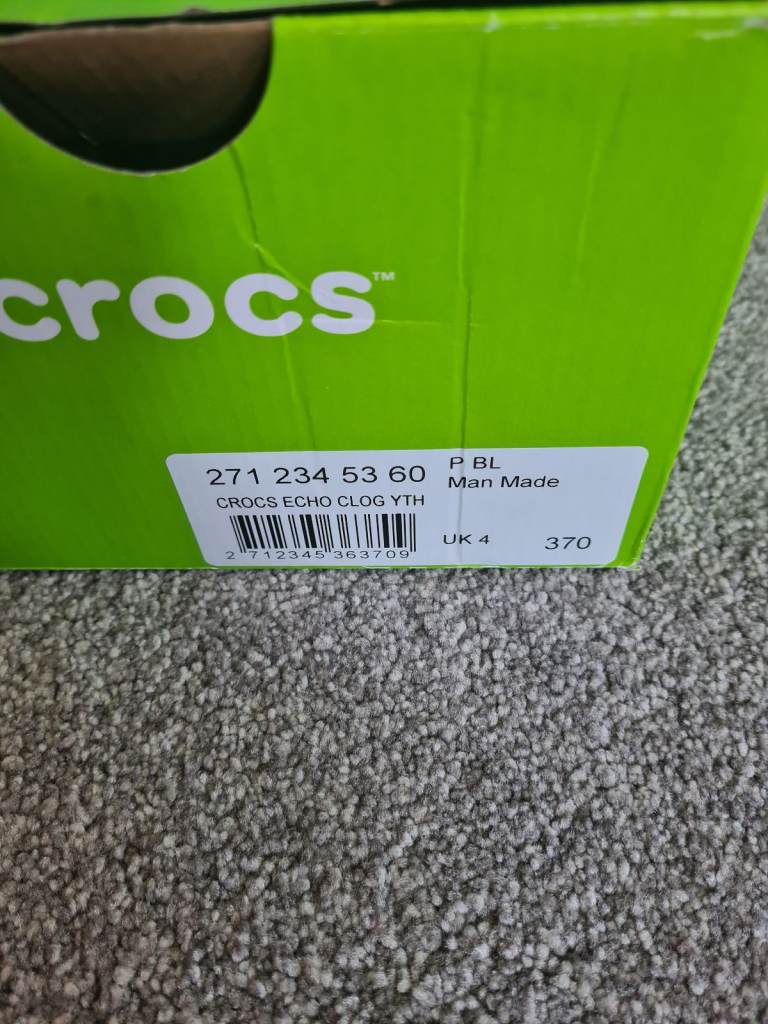 crocs™
271 234 53 60
P BL
Man Made
CROCS ECHO CLOG YTH
2 712345 363709
UK 4
370